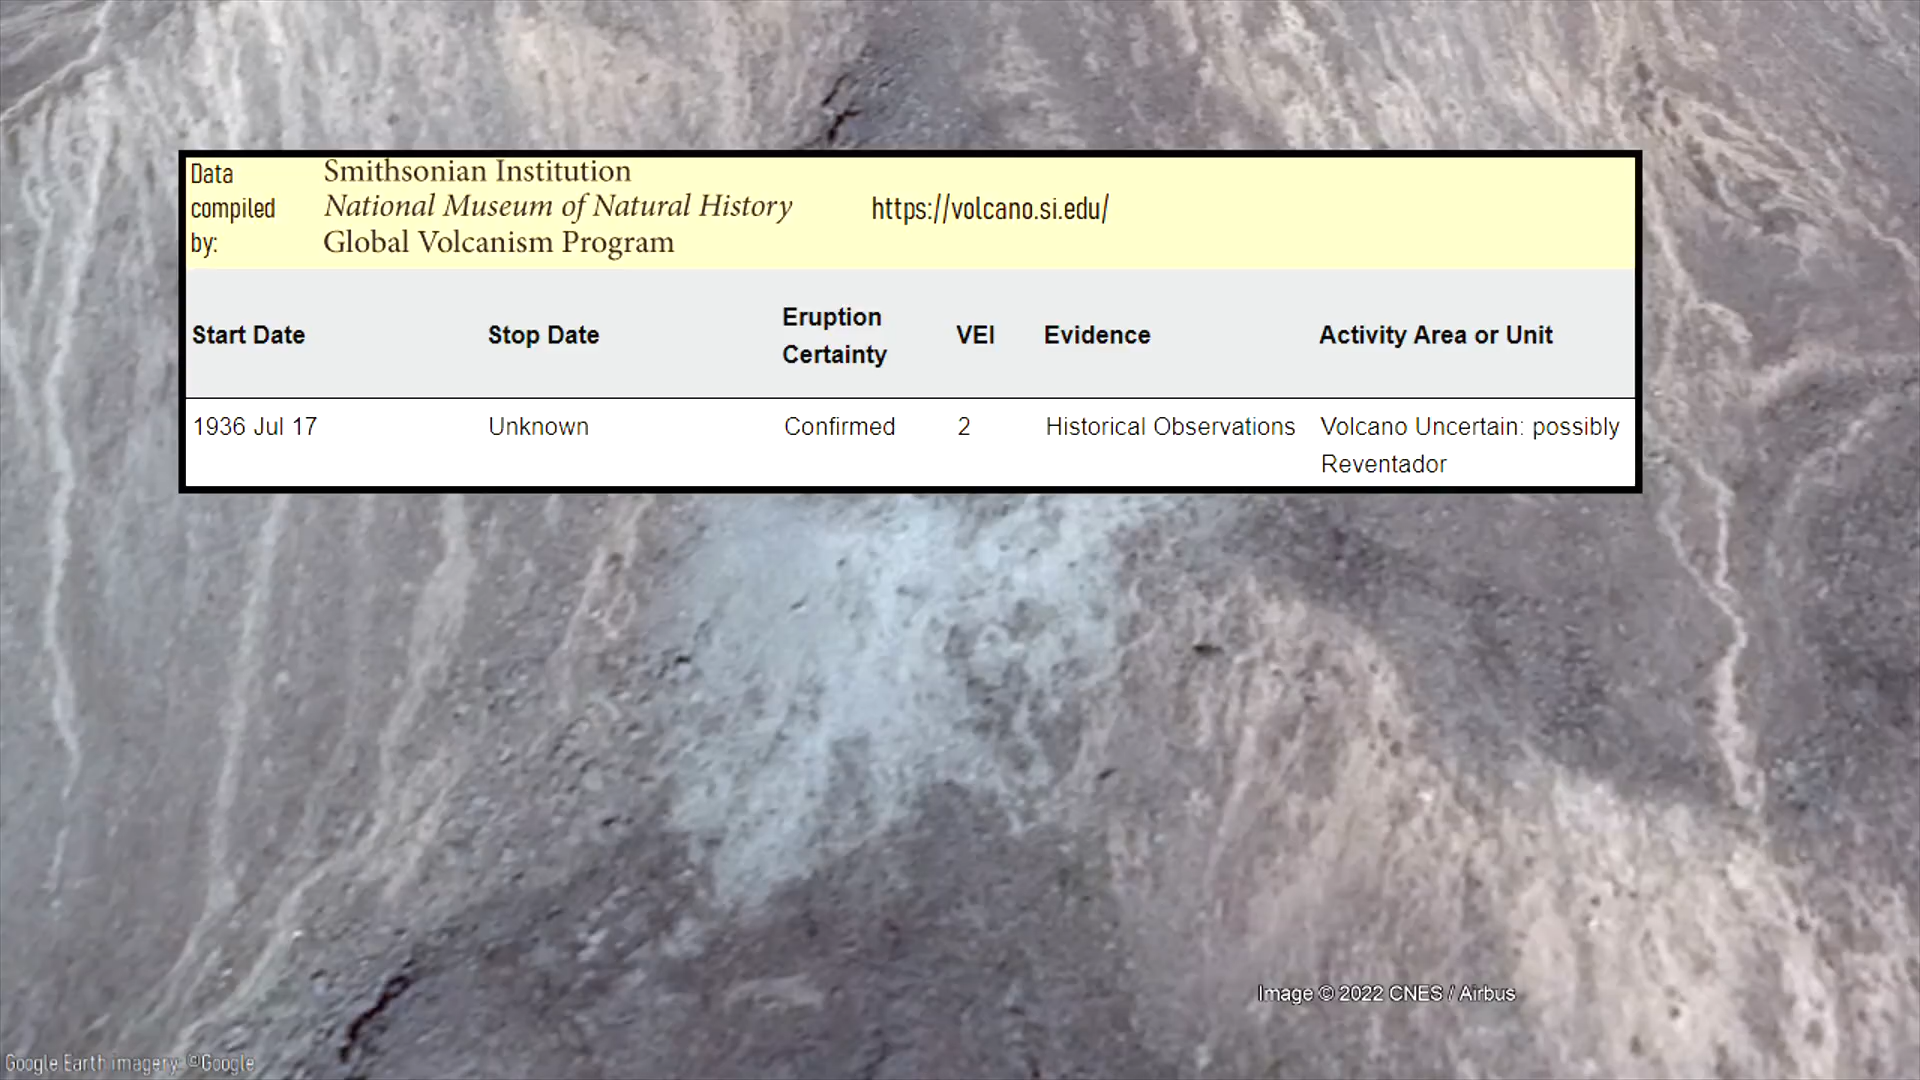 Data
compiled
by:
Smithsonian Institution
National Museum of Natural History
Global Volcanism Program
https://volcano.si.edu/
Start Date
Stop Date
Eruption
Certainty
VEI
Evidence
Activity Area or Unit
1936 Jul 17
Unknown
Confirmed
2
Historical Observations
Volcano Uncertain: possibly
Reventador
Image © 2022 CNES / Airbus
Google Earth imagery ©Google